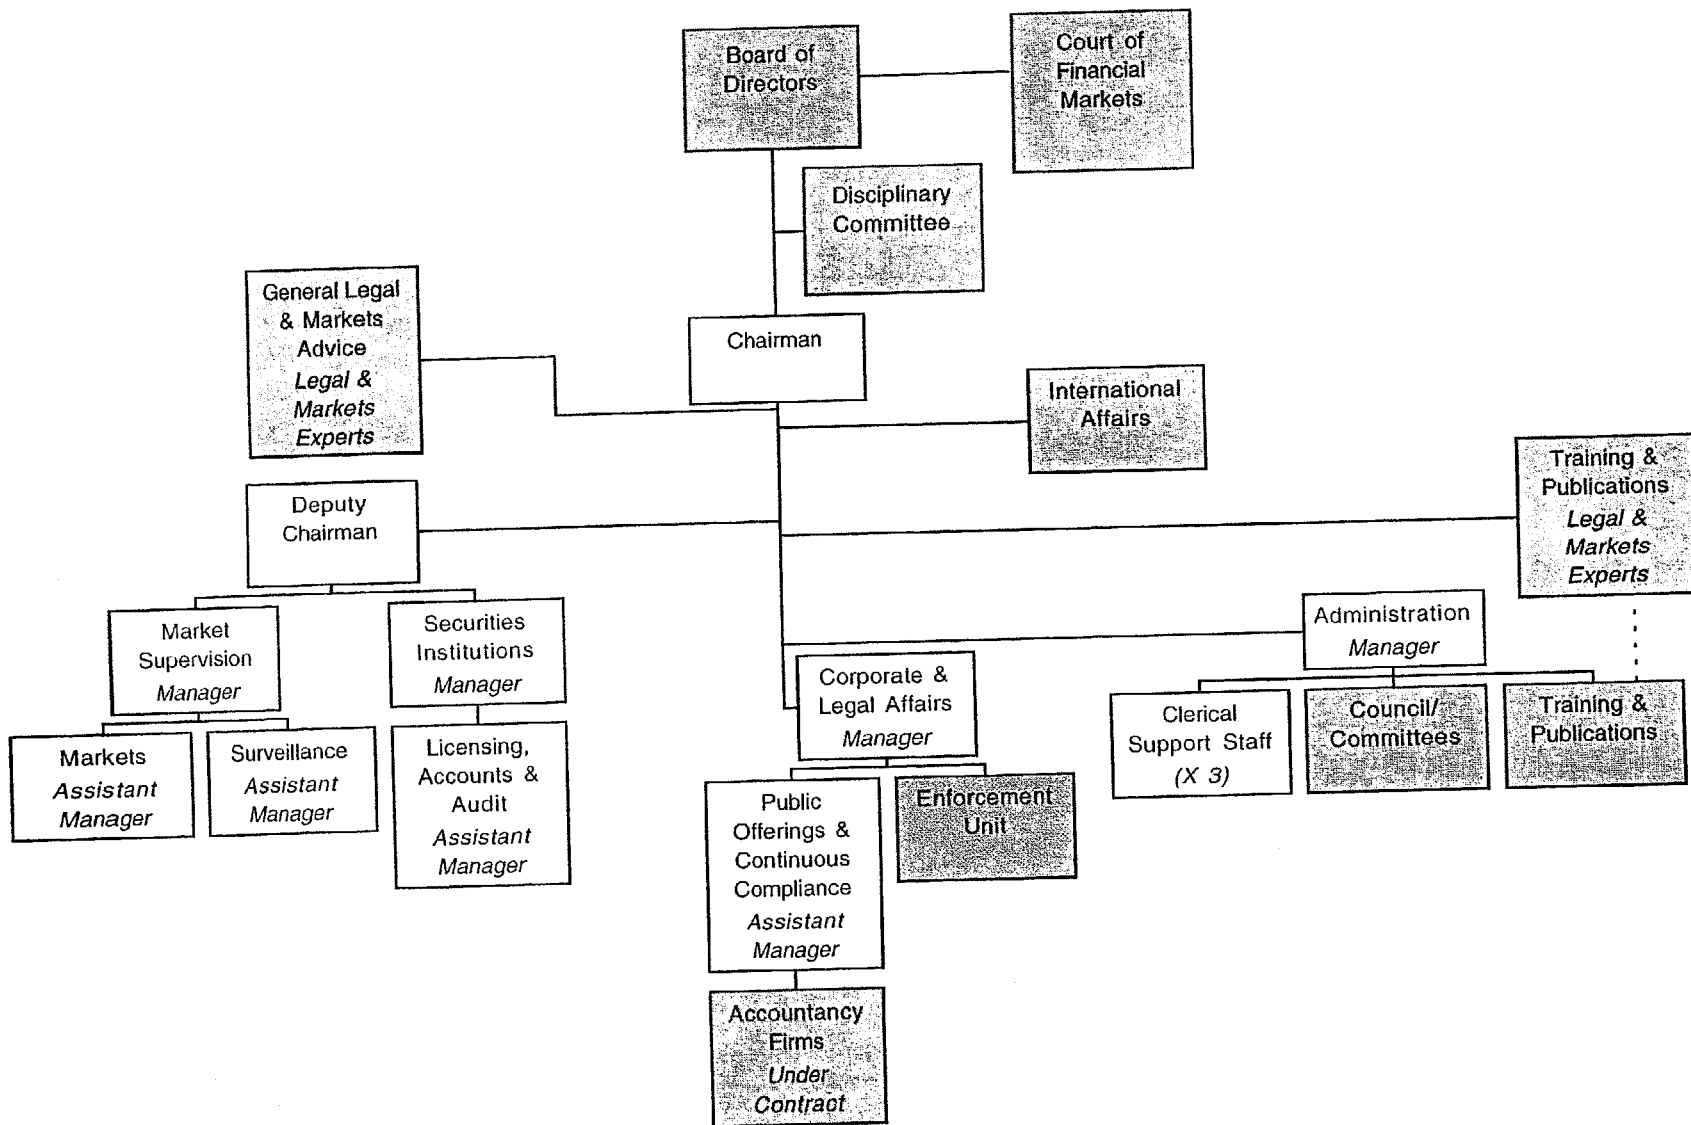 Board of
Directors
Court of
Financial
Markets
Disciplinary
Committee
General Legal
& Markets
Advice
Legal &
Markets
Experts
Chairman
International
Affairs
Training &
Publications
Legal &
Markets
Experts
Deputy
Chairman
Market
Supervision
Manager
Securities
Institutions
Manager
Administration
Manager
Corporate &
Legal Affairs
Manager
Markets
Assistant
Manager
Surveillance
Assistant
Manager
Licensing,
Accounts &
Audit
Assistant
Manager
Clerical
Support Staff
(X 3)
Council/
Committees
Training &
Publications
Public
Offerings &
Continuous
Compliance
Assistant
Manager
Enforcement
Unit
Accountancy
Firms
Under
Contract